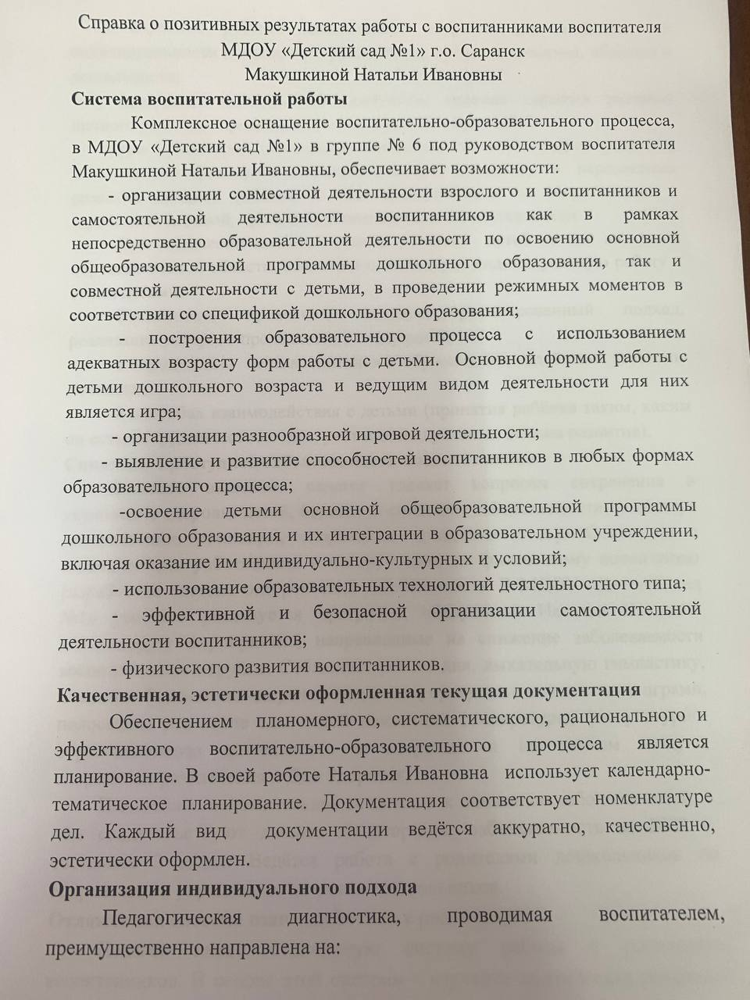 Справка о позитивных результатах работы с воспитанниками воспитателя
МДОУ «Детский сад №1» г.о. Саранск
Макушкиной Натальи Ивановны
Система воспитательной работы
Комплексное оснащение воспитательно-образовательного процесса,
в МДОУ «Детский сад №1» в группе № 6 под руководством воспитателя
Макушкиной Натальи Ивановны, обеспечивает возможности:
- организации совместной деятельности взрослого и воспитанников и
самостоятельной деятельности воспитанников как в рамках
непосредственно образовательной деятельности по освоению основной
общеобразовательной программы дошкольного образования, так и
совместной деятельности с детьми, в проведении режимных моментов в
соответствии со спецификой дошкольного образования;
- построения образовательного процесса с использованием
адекватных возрасту форм работы с детьми. Основной формой работы с
детьми дошкольного возраста и ведущим видом деятельности для них
является игра;
- организации разнообразной игровой деятельности;
- выявление и развитие способностей воспитанников в любых формах
образовательного процесса;
-освоение детьми основной общеобразовательной программы
дошкольного образования и их интеграции в образовательном учреждении,
включая оказание им индивидуально-культурных и условий;
- использование образовательных технологий деятельностного типа;
- эффективной и безопасной организации самостоятельной
деятельности воспитанников;
- физического развития воспитанников.
Качественная, эстетически оформленная текущая документация
Обеспечением планомерного, систематического, рационального и
эффективного воспитательно-образовательного процесса является
планирование. В своей работе Наталья Ивановна использует календарно-
тематическое планирование. Документация соответствует номенклатуре
дел. Каждый вид документации ведётся аккуратно, качественно,
эстетически оформлен.
Организация индивидуального подхода
Педагогическая диагностика, проводимая воспитателем,
преимущественно направлена на: